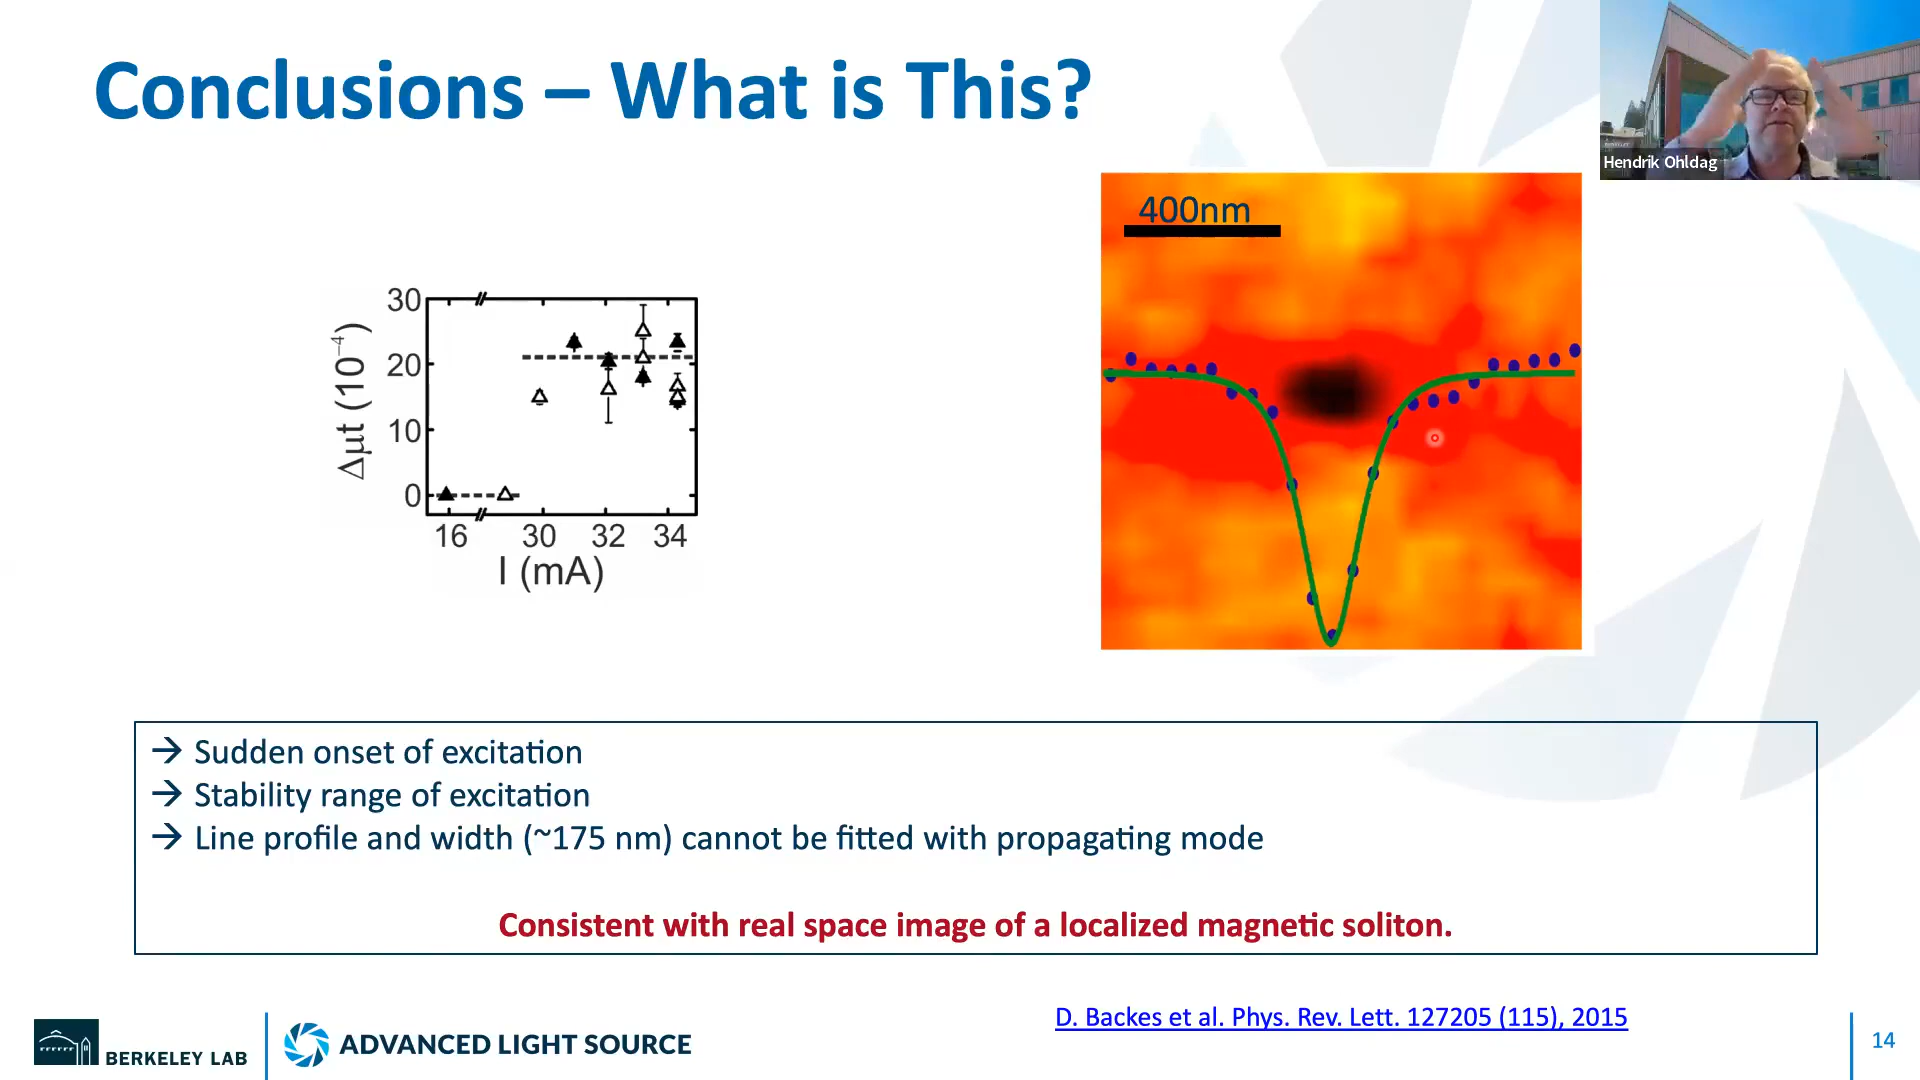 Conclusions – What is This?
Hendrik Ohldag
400nm
30
20
10
0
Δμt (10⁻⁴)
16 30 32 34
I (mA)
→ Sudden onset of excitation
→ Stability range of excitation
→ Line profile and width (~175 nm) cannot be fitted with propagating mode
Consistent with real space image of a localized magnetic soliton.
D. Backes et al. Phys. Rev. Lett. 127205 (115), 2015
BERKELEY LAB
ADVANCED LIGHT SOURCE
14